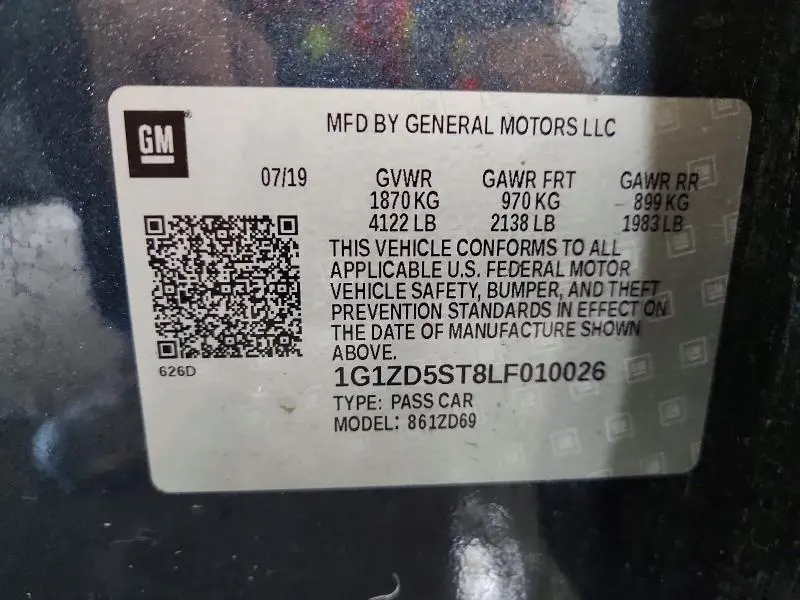 GM
MFD BY GENERAL MOTORS LLC
07/19 GVWR GAWR FRT GAWR RR
1870 KG 970 KG 899 KG
4122 LB 2138 LB 1983 LB
THIS VEHICLE CONFORMS TO ALL
APPLICABLE U.S. FEDERAL MOTOR
VEHICLE SAFETY, BUMPER, AND THEFT
PREVENTION STANDARDS IN EFFECT ON
THE DATE OF MANUFACTURE SHOWN
ABOVE.
626D
1G1ZD5ST8LF010026
TYPE: PASS CAR
MODEL: 861ZD69